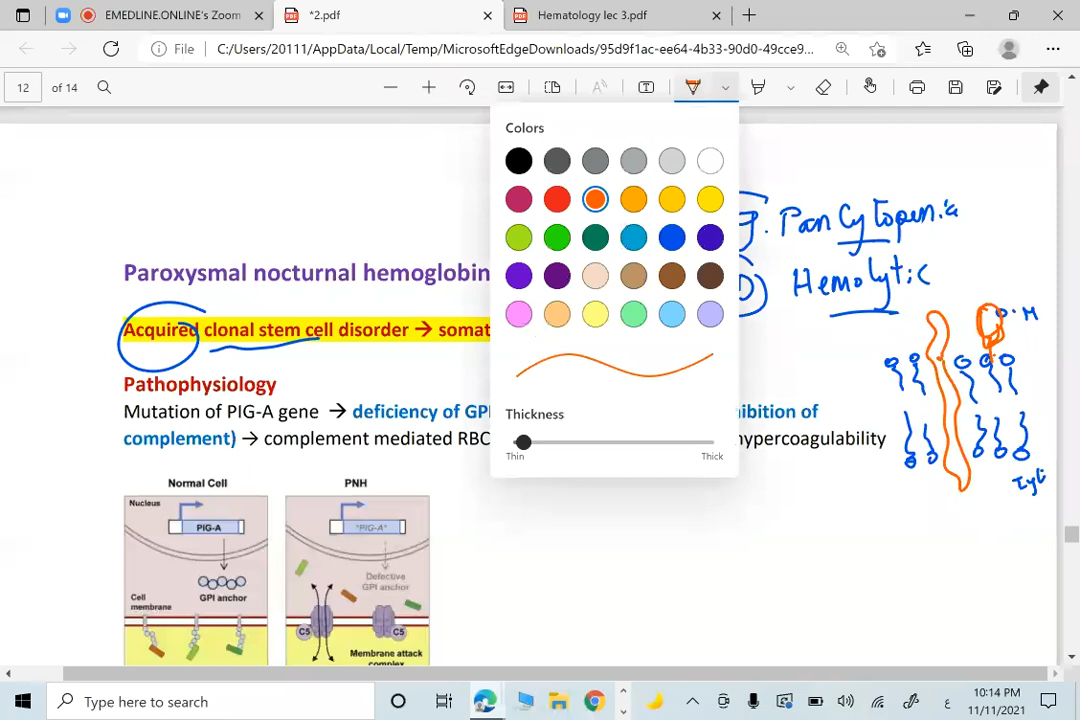 EMEDLINE.ONLINE's Zoom
*2.pdf
Hematology lec 3.pdf
File
C:/Users/20111/AppData/Local/Temp/MicrosoftEdgeDownloads/95d9f1ac-ee64-4b33-90d0-49cce9...
12 of 14
Colors
Pancytopenia
Hemolytic
Paroxysmal nocturnal hemoglobin
Acquired clonal stem cell disorder → somat
Pathophysiology
Mutation of PIG-A gene → deficiency of GPI
hibition of
complement) → complement mediated RBC
hypercoagulability
Thickness
Thin
Thick
Normal Cell
PNH
Nucleus
PIG-A
"PIG-A"
GPI anchor
Defective
GPI anchor
Cell
membrane
C5
C5
Membrane attack
complex
Type here to search
10:14 PM
11/11/2021
ع